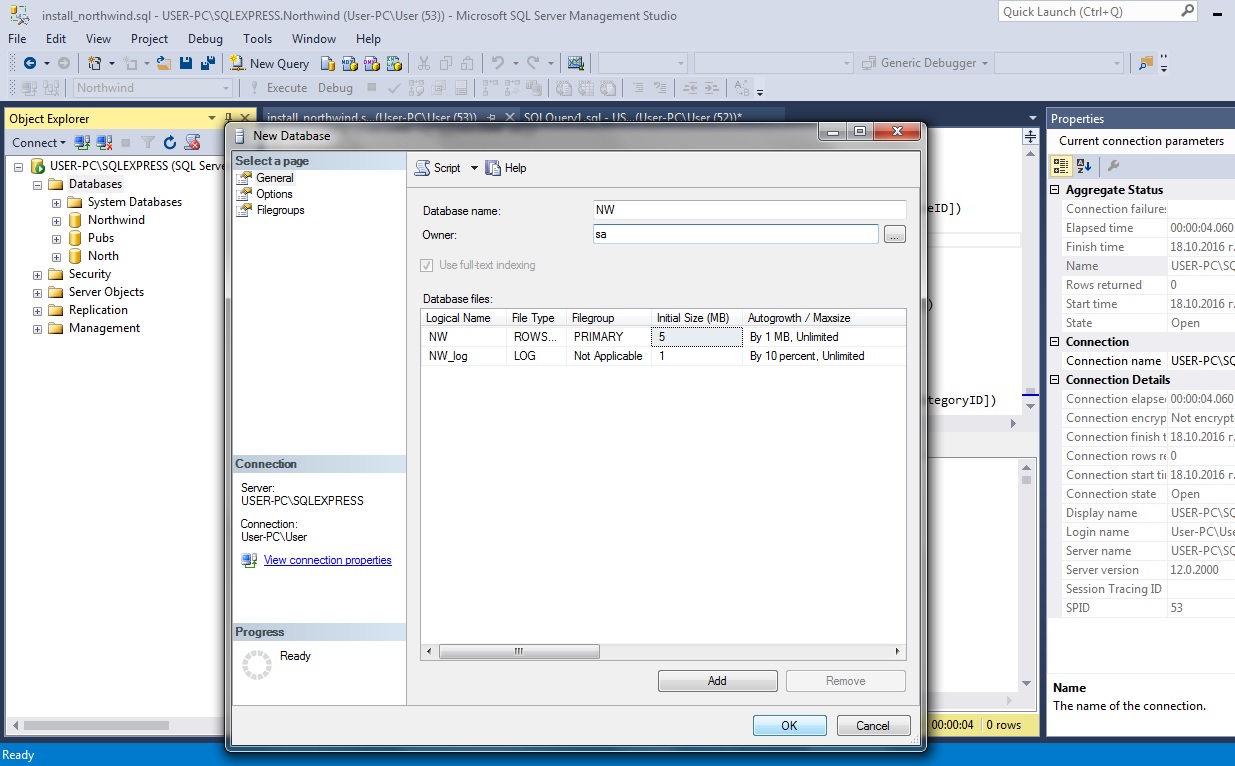 install_northwind.sql - USER-PC\SQLEXPRESS.Northwind (User-PC\User (53)) - Microsoft SQL Server Management Studio
Quick Launch (Ctrl+Q)
File Edit View Project Debug Tools Window Help
New Query
Generic Debugger
Northwind
Execute Debug
Object Explorer
Connect
USER-PC\SQLEXPRESS (SQL Serve
Databases
System Databases
Northwind
Pubs
North
Security
Server Objects
Replication
Management
install_northwind.s...(User-PC\User (53))
SQLQuery1.sql - US...(User-PC\User (52))*
eID])
)
tegoryID])
New Database
Select a page
General
Options
Filegroups
Script Help
Database name: NW
Owner: sa
...
Use full-text indexing
Database files:
Logical Name File Type Filegroup Initial Size (MB) Autogrowth / Maxsize
NW ROWS... PRIMARY 5 By 1 MB, Unlimited
NW_log LOG Not Applicable 1 By 10 percent, Unlimited
Connection
Server:
USER-PC\SQLEXPRESS
Connection:
User-PC\User
View connection properties
Progress
Ready
Add Remove
OK Cancel
00:00:04 0 rows
Properties
Current connection parameters
Aggregate Status
Connection failures
Elapsed time 00:00:04.060
Finish time 18.10.2016 г.
Name USER-PC\SQ
Rows returned 0
Start time 18.10.2016 г.
State Open
Connection
Connection name USER-PC\SQ
Connection Details
Connection elapse 00:00:04.060
Connection encryp Not encrypt
Connection finish t 18.10.2016 г.
Connection rows re 0
Connection start ti 18.10.2016 г.
Connection state Open
Display name USER-PC\SQ
Login name User-PC\Use
Server name USER-PC\SQ
Server version 12.0.2000
Session Tracing ID
SPID 53
Name
The name of the connection.
Ready